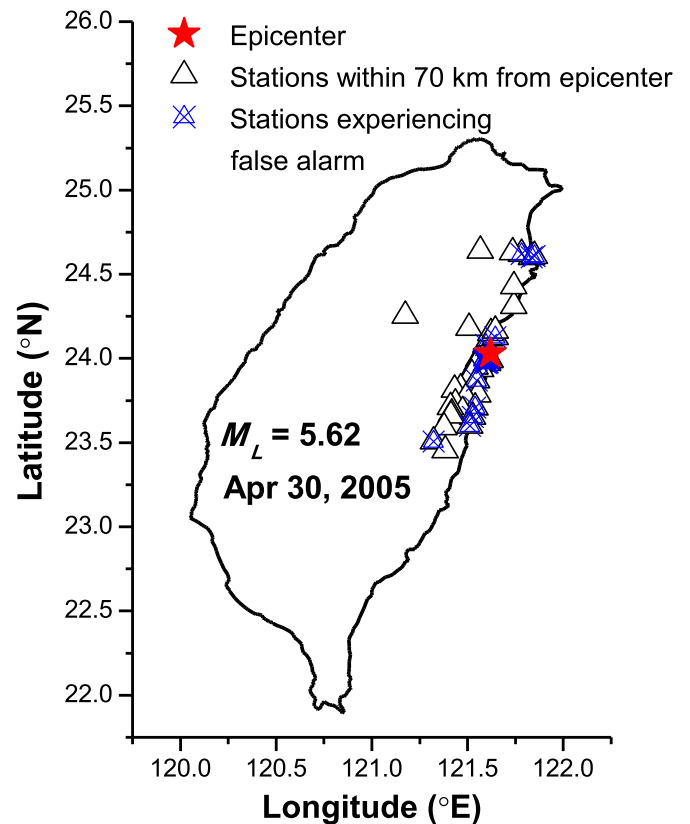 Epicenter
Stations within 70 km from epicenter
Stations experiencing
false alarm
26.0
25.5
25.0
24.5
24.0
23.5
23.0
22.5
22.0
Latitude (°N)
M_L = 5.62
Apr 30, 2005
120.0 120.5 121.0 121.5 122.0
Longitude (°E)